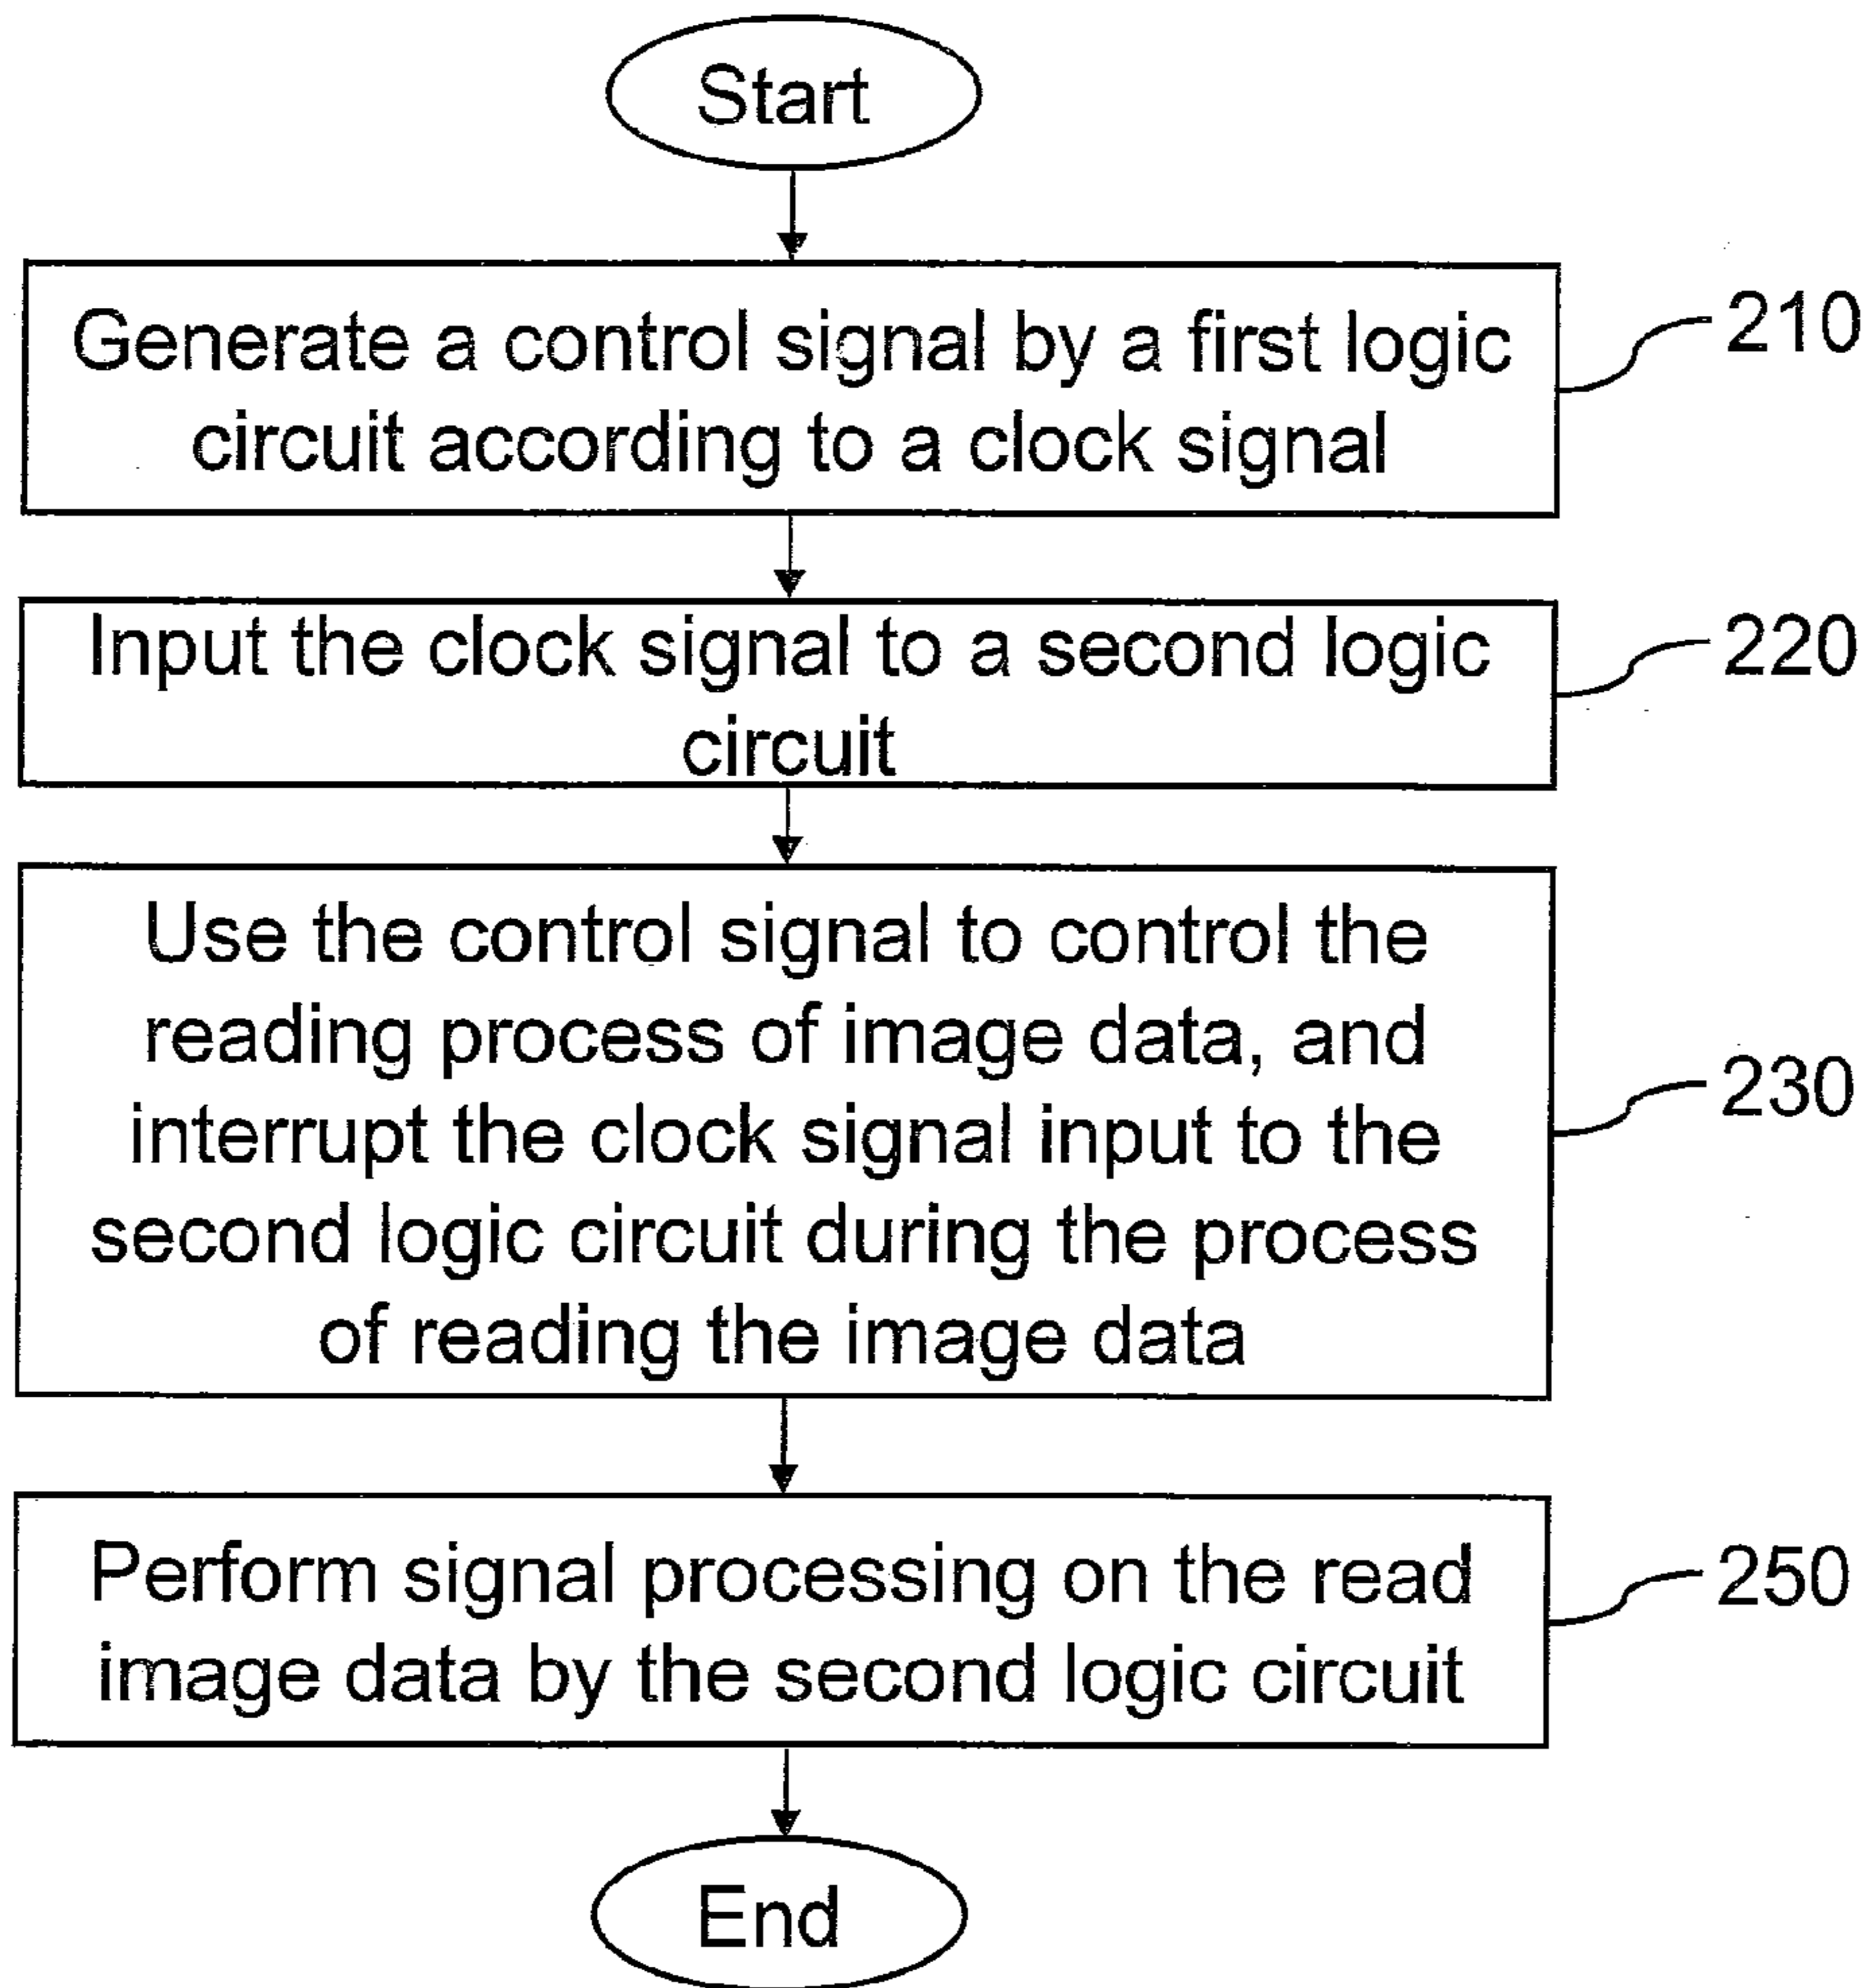 Start
Generate a control signal by a first logic
circuit according to a clock signal
210
Input the clock signal to a second logic
circuit
220
Use the control signal to control the
reading process of image data, and
interrupt the clock signal input to the
second logic circuit during the process
of reading the image data
230
Perform signal processing on the read
image data by the second logic circuit
250
End